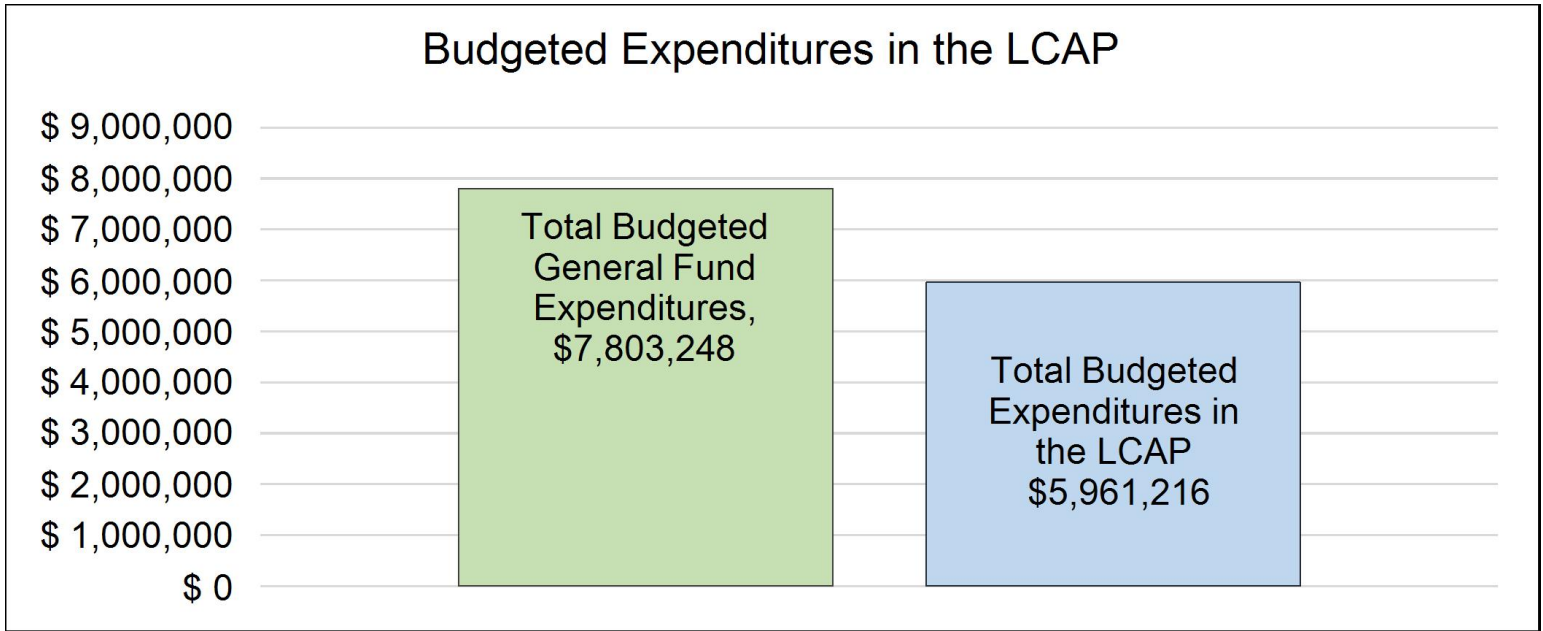 Budgeted Expenditures in the LCAP
$ 9,000,000
$ 8,000,000
$ 7,000,000
$ 6,000,000
$ 5,000,000
$ 4,000,000
$ 3,000,000
$ 2,000,000
$ 1,000,000
$ 0
Total Budgeted
General Fund
Expenditures,
$7,803,248
Total Budgeted
Expenditures in
the LCAP
$5,961,216